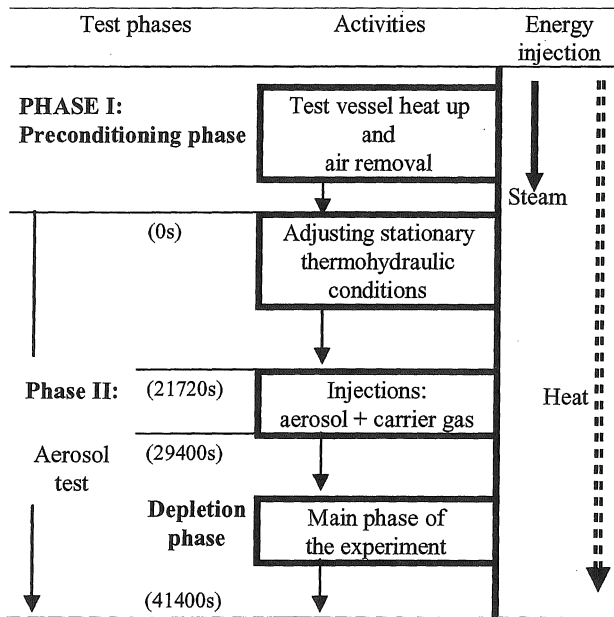 Test phases
Activities
Energy
injection
PHASE I:
Preconditioning phase
Test vessel heat up
and
air removal
Steam
(0s)
Adjusting stationary
thermohydraulic
conditions
Phase II:
(21720s)
Injections:
aerosol + carrier gas
Heat
Aerosol
test
(29400s)
Depletion
phase
Main phase of
the experiment
(41400s)